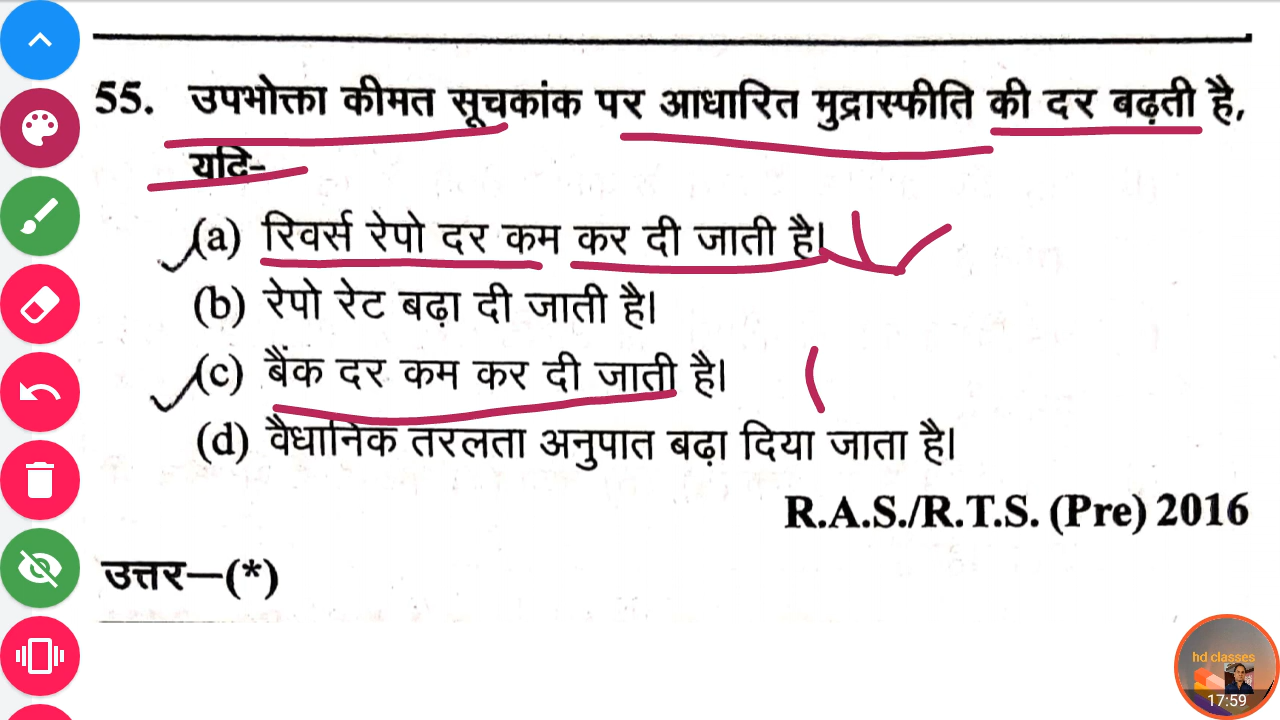 55. उपभोक्ता कीमत सूचकांक पर आधारित मुद्रास्फीति की दर बढ़ती है,
यदि-
(a) रिवर्स रेपो दर कम कर दी जाती है।
(b) रेपो रेट बढ़ा दी जाती है।
(c) बैंक दर कम कर दी जाती है।
(d) वैधानिक तरलता अनुपात बढ़ा दिया जाता है।
R.A.S./R.T.S. (Pre) 2016
उत्तर—(*)
hd classes
17:59